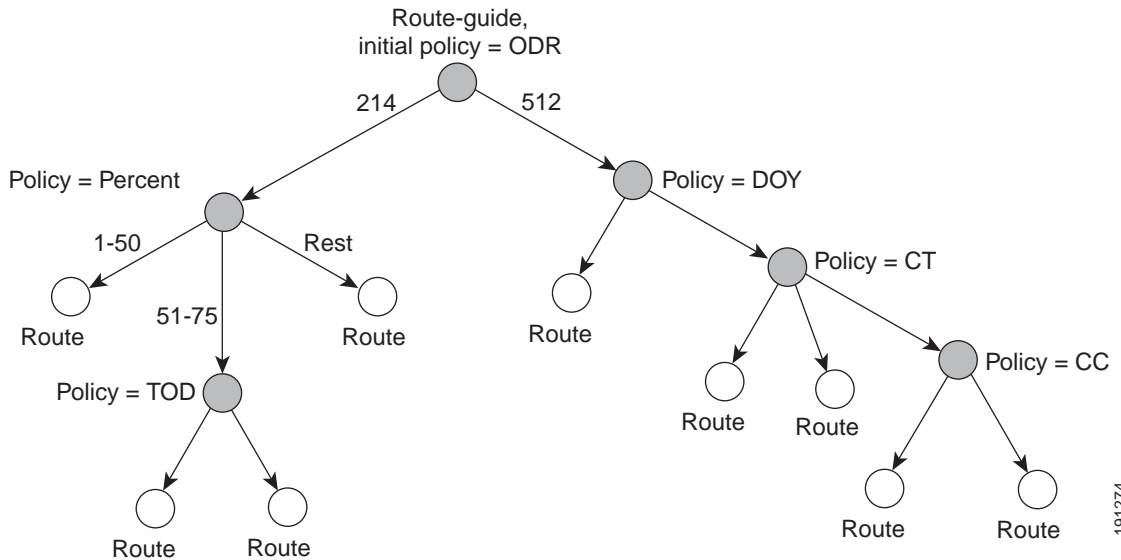 Route-guide,
initial policy = ODR
214
512
Policy = Percent
Policy = DOY
1-50
Rest
Policy = CT
51-75
Route
Route
Route
Policy = TOD
Policy = CC
Route
Route
Route
Route
Route
Route
191274